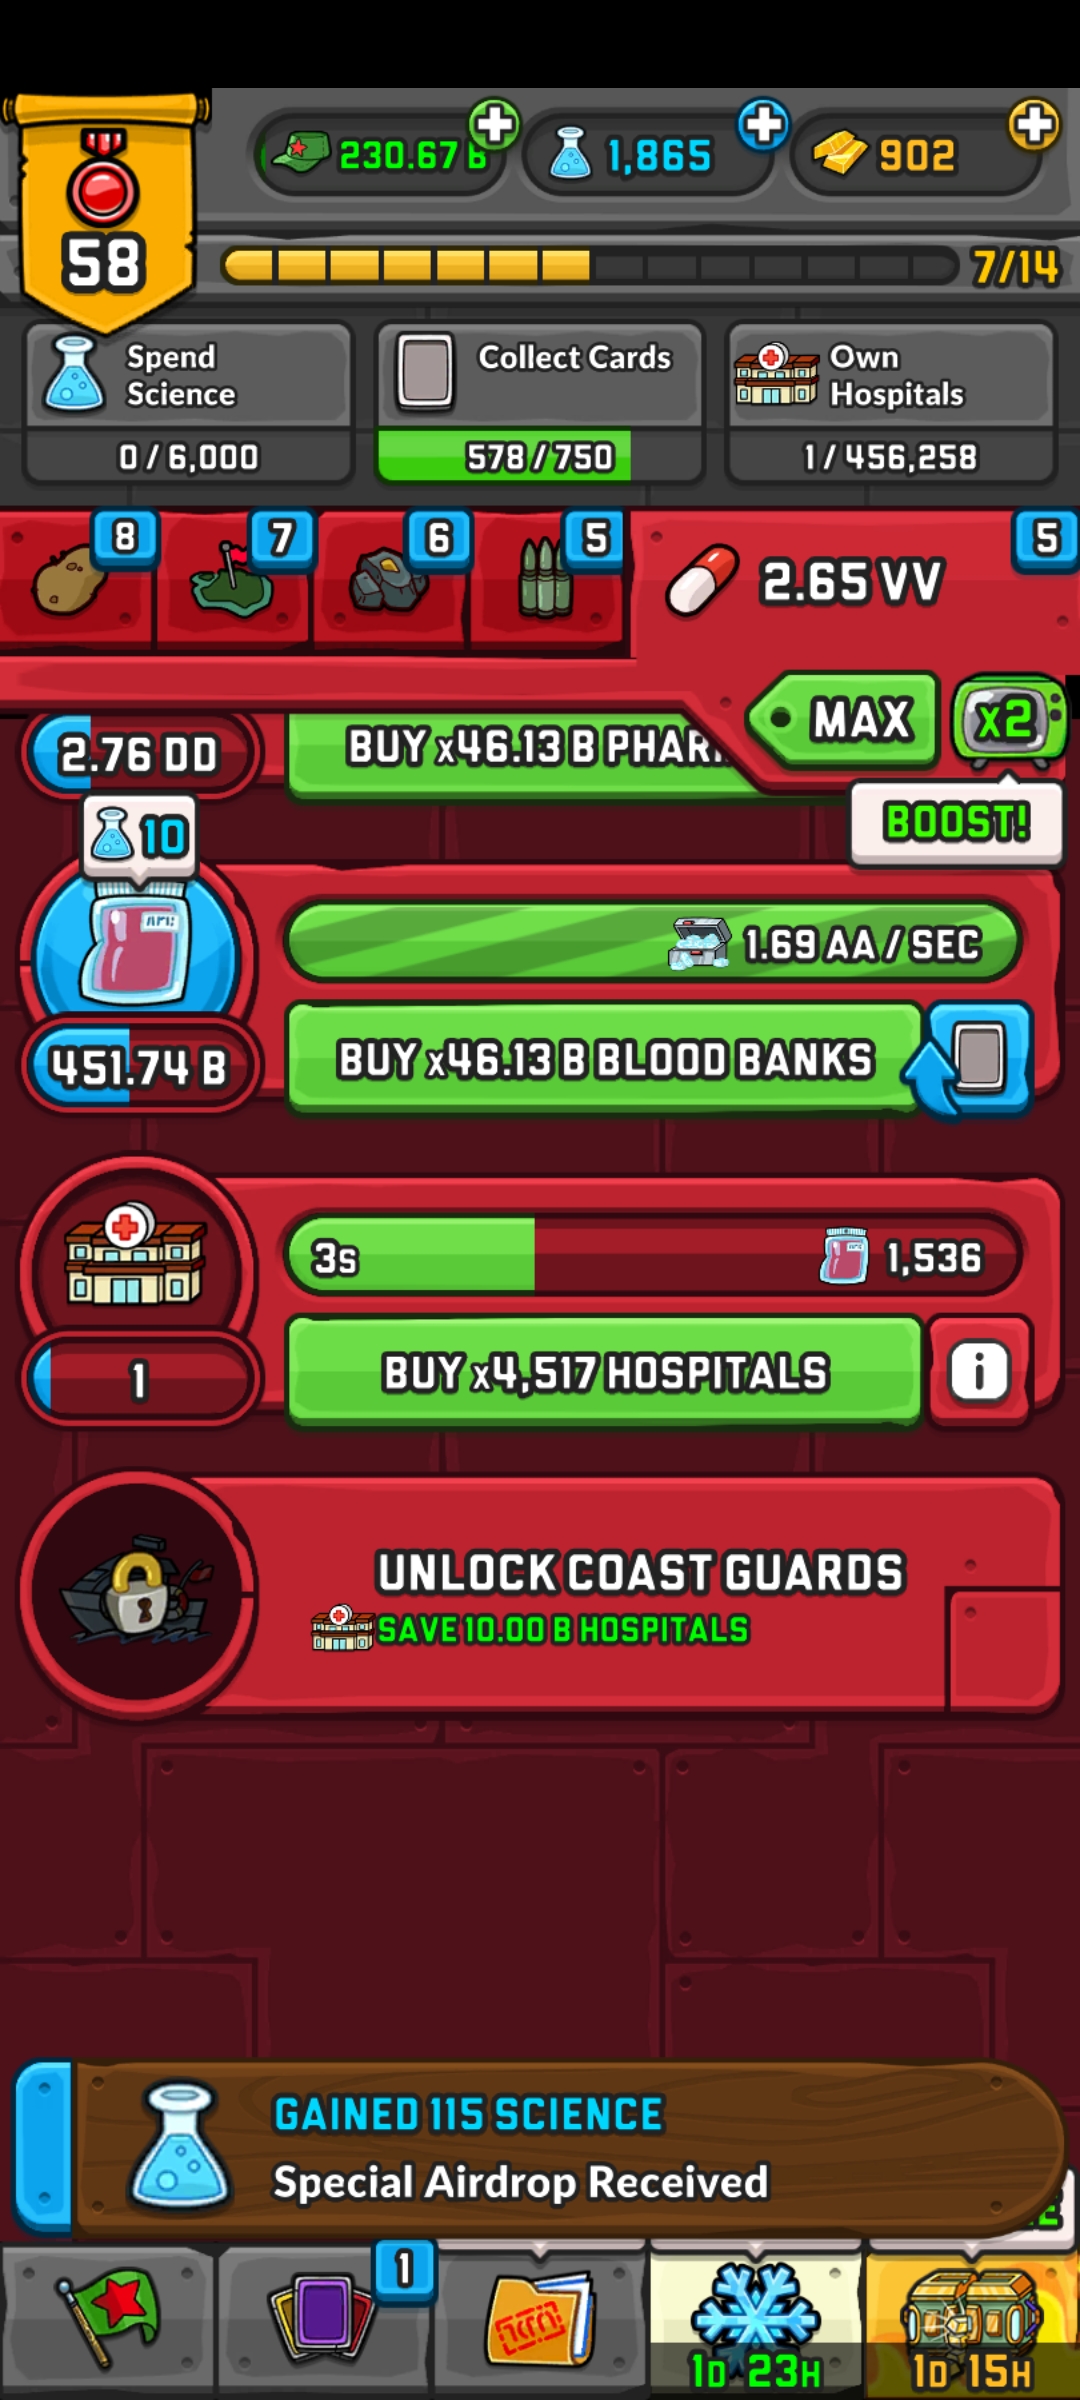 58
230.67 B
1,865
902
7/14
Spend
Science
0 / 6,000
Collect Cards
578 / 750
Own
Hospitals
1 / 456,258
8
7
6
5
2.65 VV
5
MAX
x2
BOOST!
2.76 DD
BUY x46.13 B
10
1.69 AA / SEC
451.74 B
BUY x46.13 B BLOOD BANKS
3s
1,536
1
BUY x4,517 HOSPITALS
i
UNLOCK COAST GUARDS
SAVE 10.00 B HOSPITALS
GAINED 115 SCIENCE
Special Airdrop Received
1
1D 23H
1D 15H